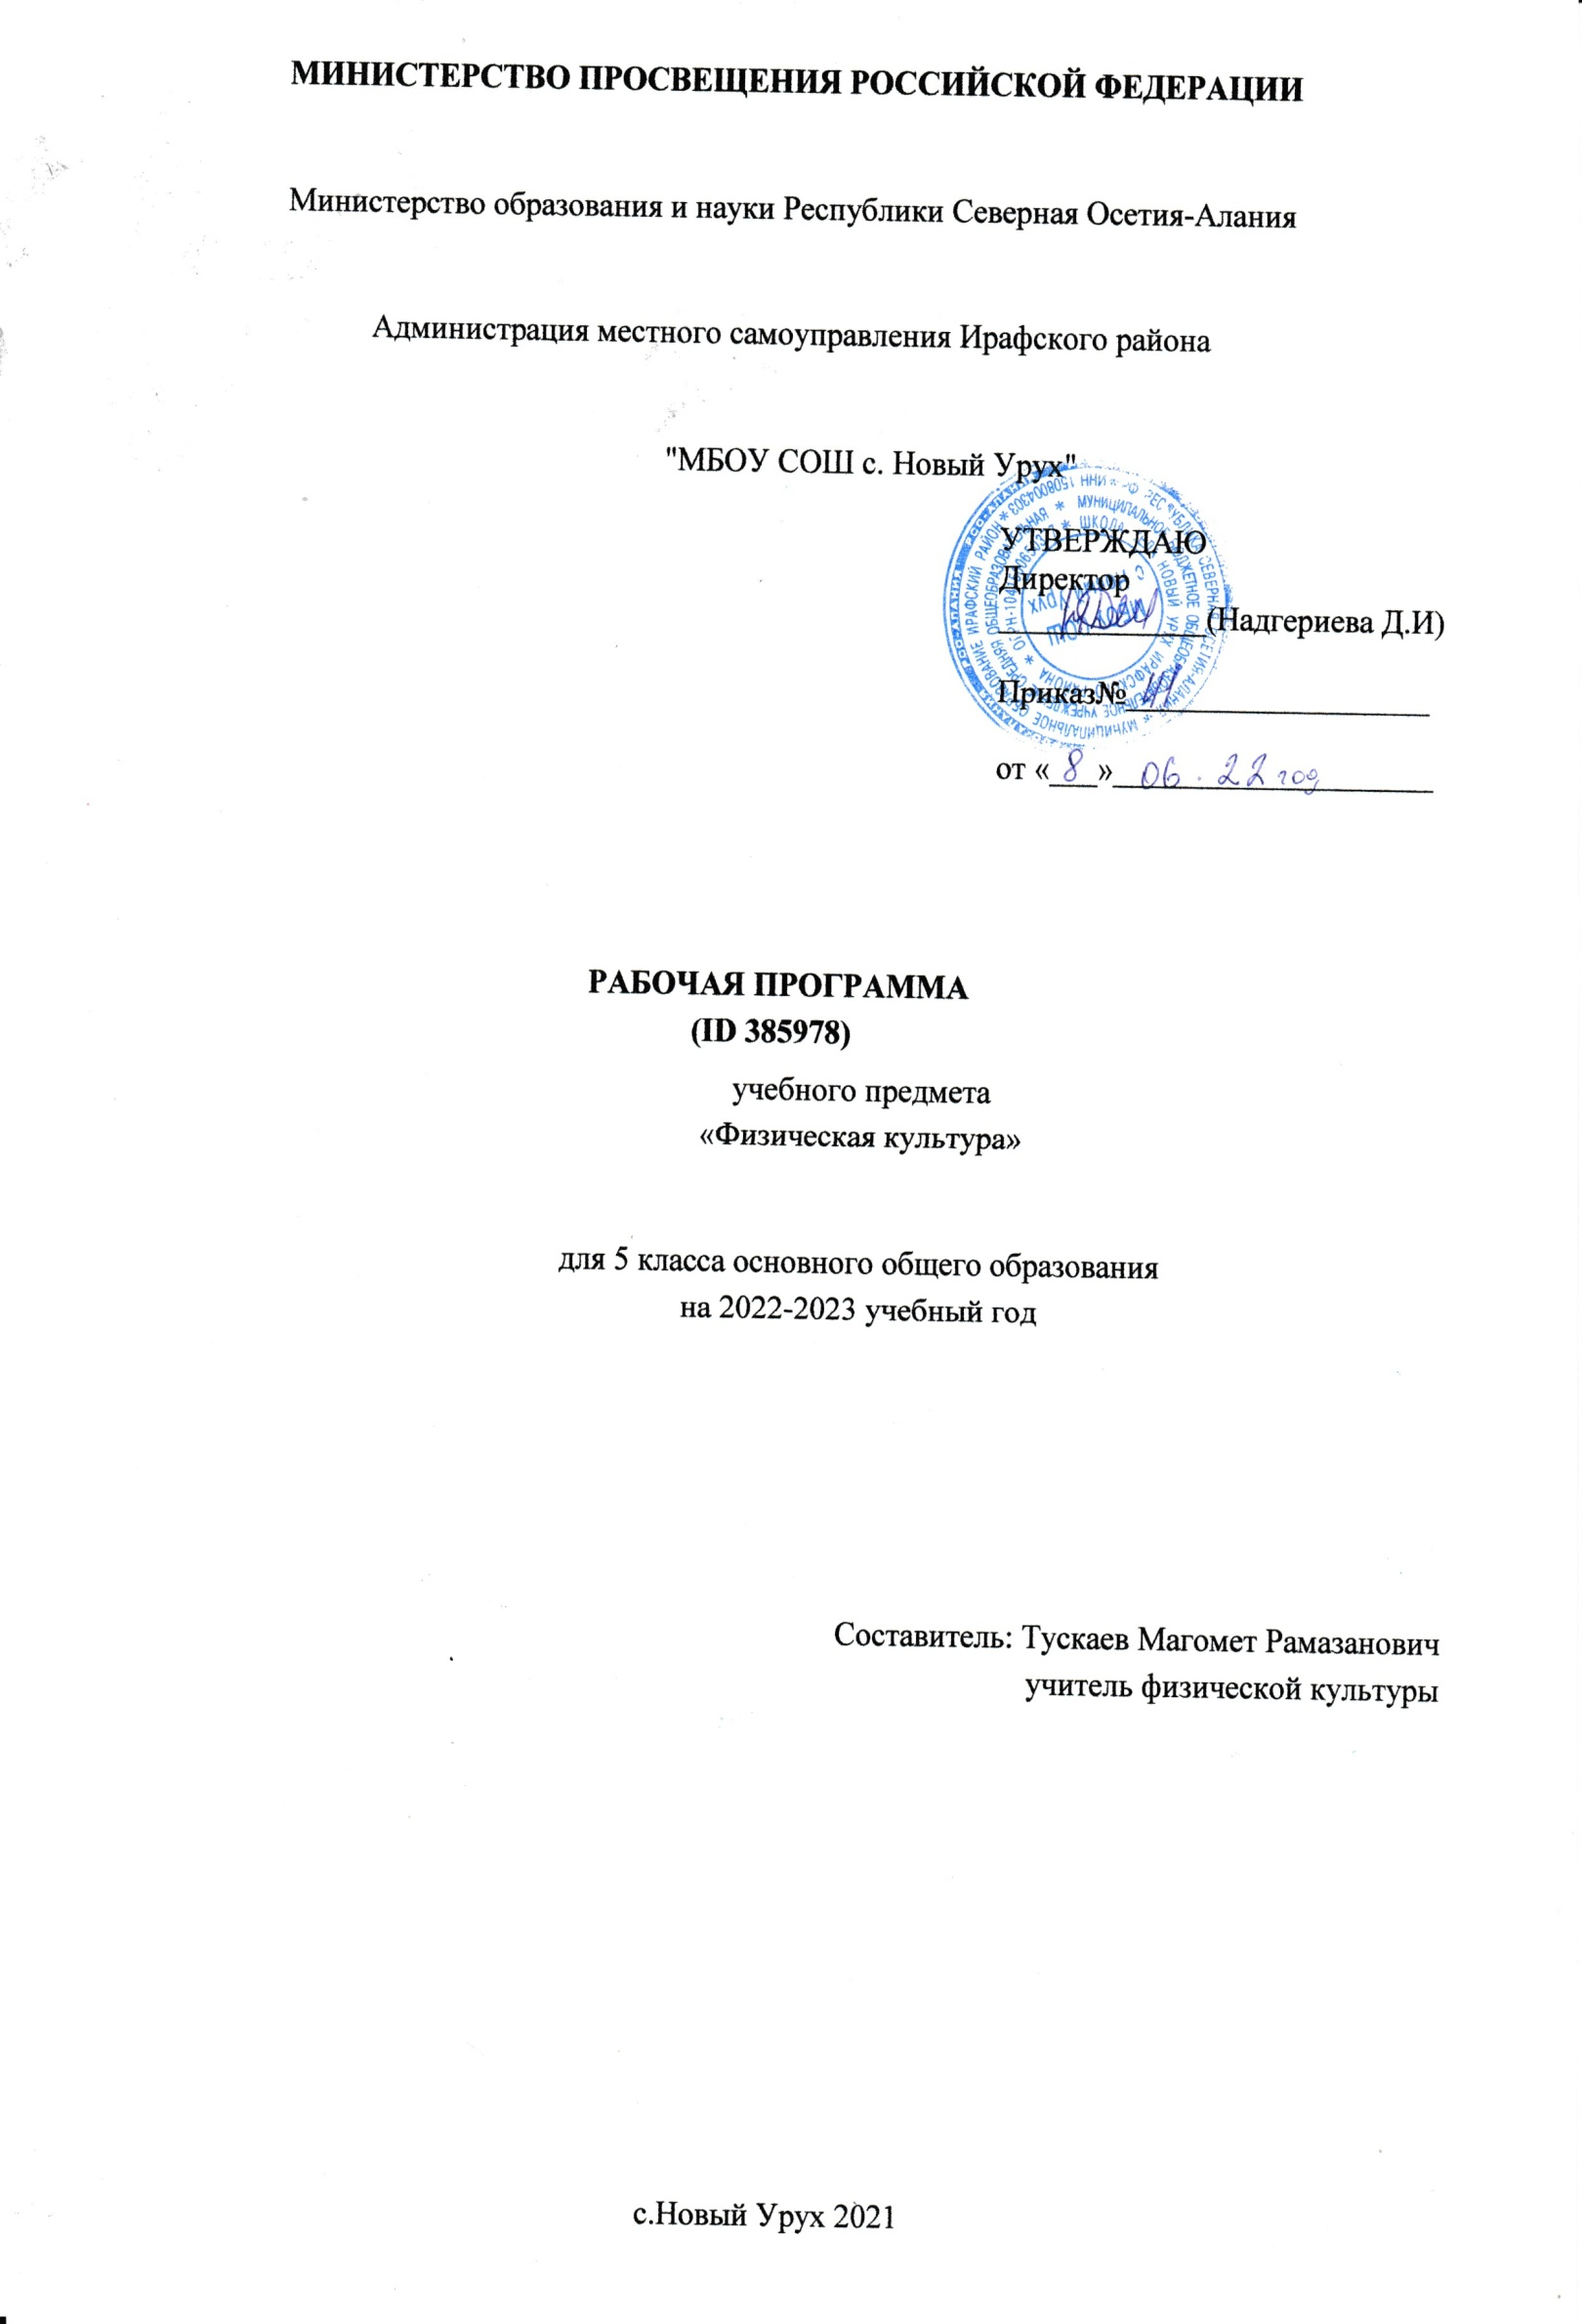 МИНИСТЕРСТВО ПРОСВЕЩЕНИЯ РОССИЙСКОЙ ФЕДЕРАЦИИ
Министерство образования и науки Республики Северная Осетия-Алания
Администрация местного самоуправления Ирафского района
"МБОУ СОШ с. Новый Урух"
УТВЕРЖДАЮ
Директор
(Надгериева Д.И)
Приказ№
от «8» 06. 22 год
РАБОЧАЯ ПРОГРАММА
(ID 385978)
учебного предмета
«Физическая культура»
для 5 класса основного общего образования
на 2022-2023 учебный год
Составитель: Тускаев Магомет Рамазанович
учитель физической культуры
с.Новый Урух 2021